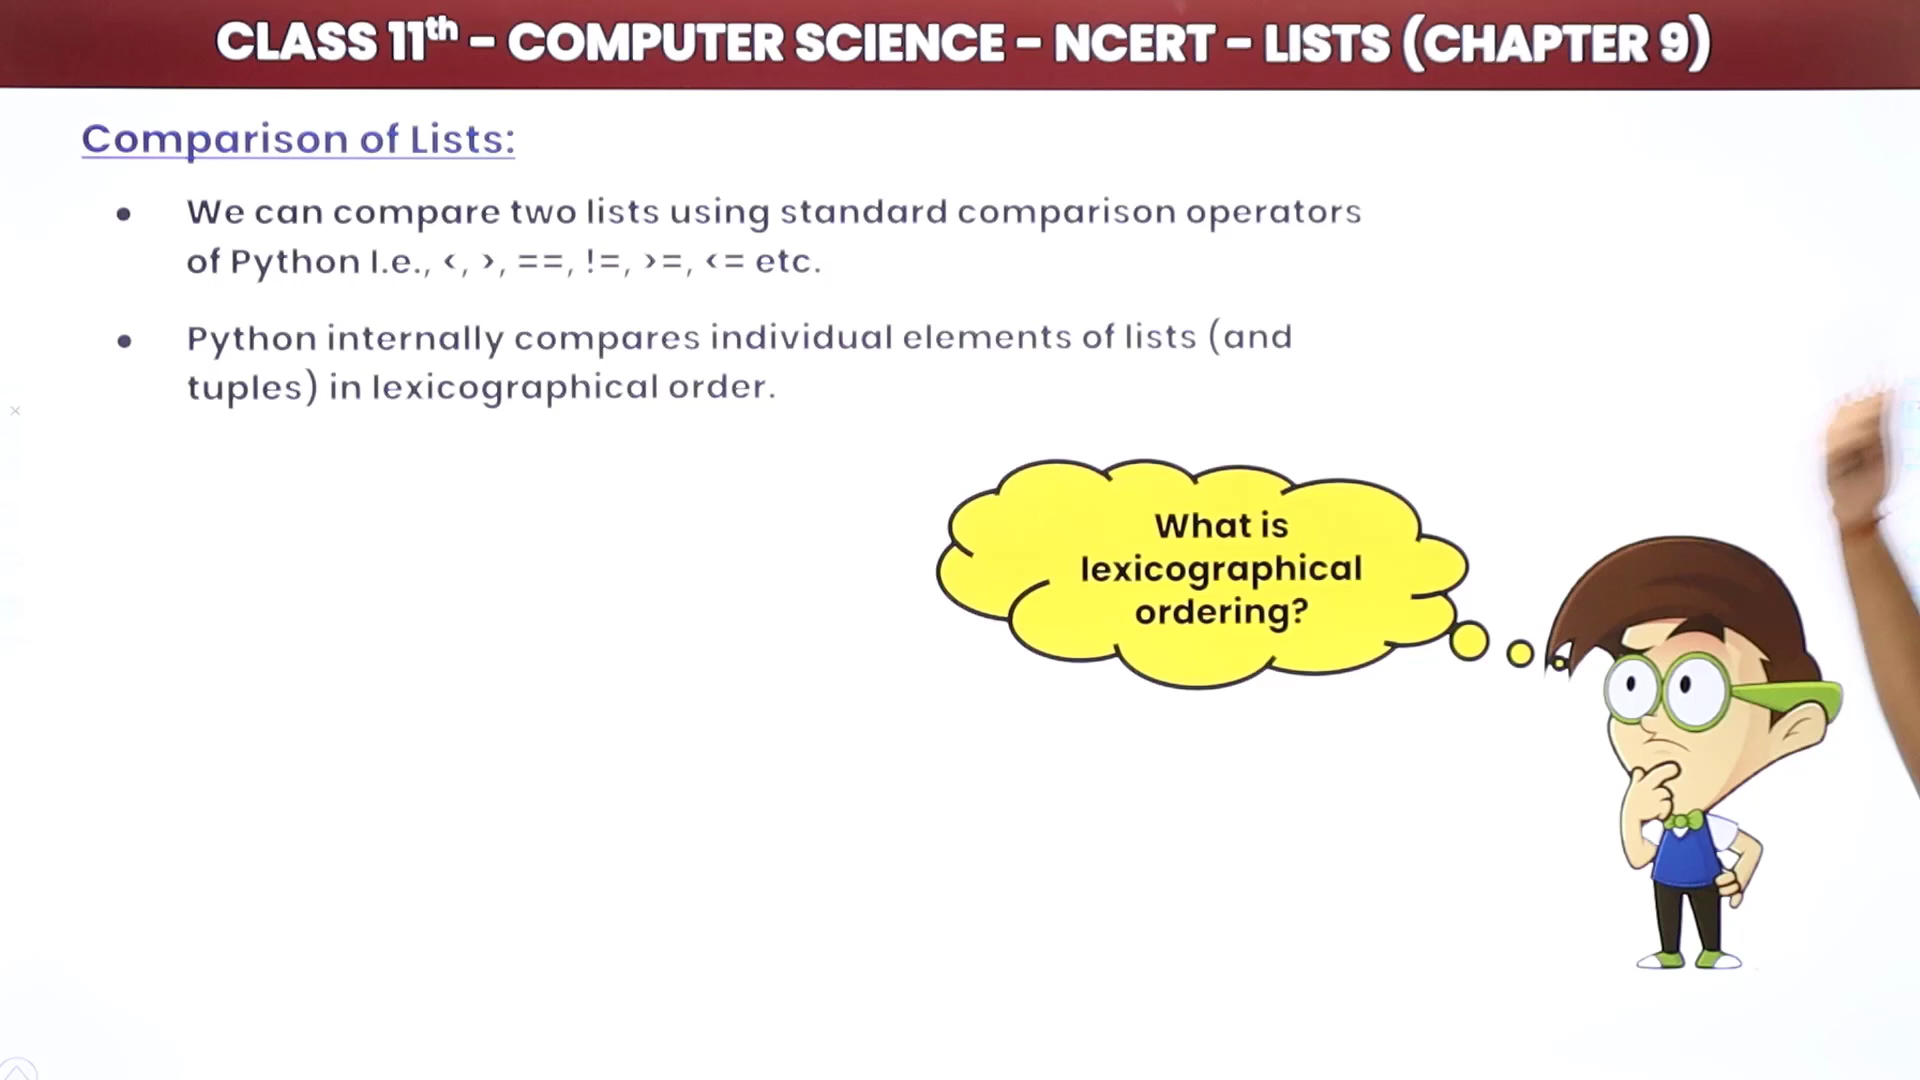 CLASS 11th - COMPUTER SCIENCE - NCERT - LISTS (CHAPTER 9)
Comparison of Lists:
• We can compare two lists using standard comparison operators
of Python I.e., <, >, ==, !=, >=, <= etc.
• Python internally compares individual elements of lists (and
tuples) in lexicographical order.
What is
lexicographical
ordering?